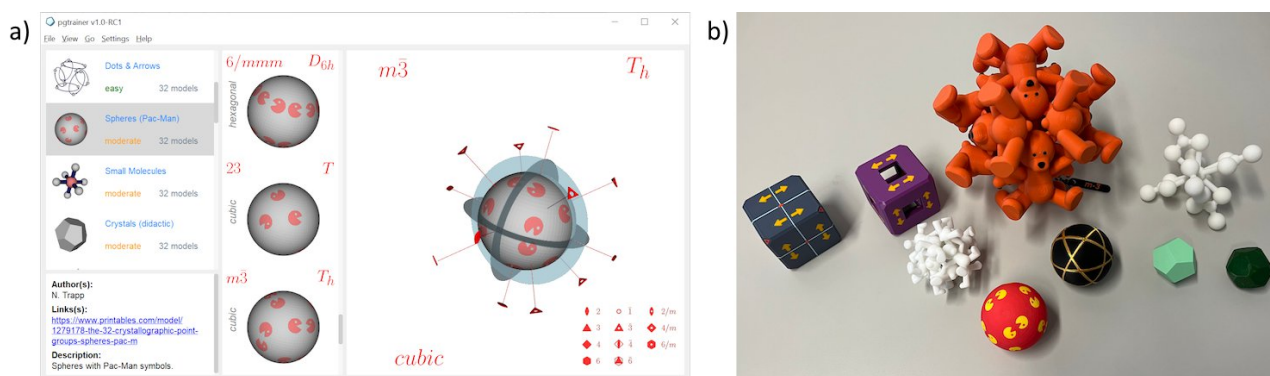 a)
pgtrainer v1.0-RC1
File View Go Settings Help
Dots & Arrows
easy 32 models
Spheres (Pac-Man)
moderate 32 models
Small Molecules
moderate 32 models
Crystals (didactic)
moderate 32 models
Author(s):
N. Trapp
Links(s):
https://www.printables.com/model/
1279178-the-32-crystallographic-point-
groups-spheres-pac-m
Description:
Spheres with Pac-Man symbols.
6/mmm D6h
hexagonal
23 T
cubic
m3̄ Th
cubic
m3̄ Th
cubic
2 1̄ 2/m
3 3̄ 4/m
4 4̄ 6/m
6 6̄
b)
m-3